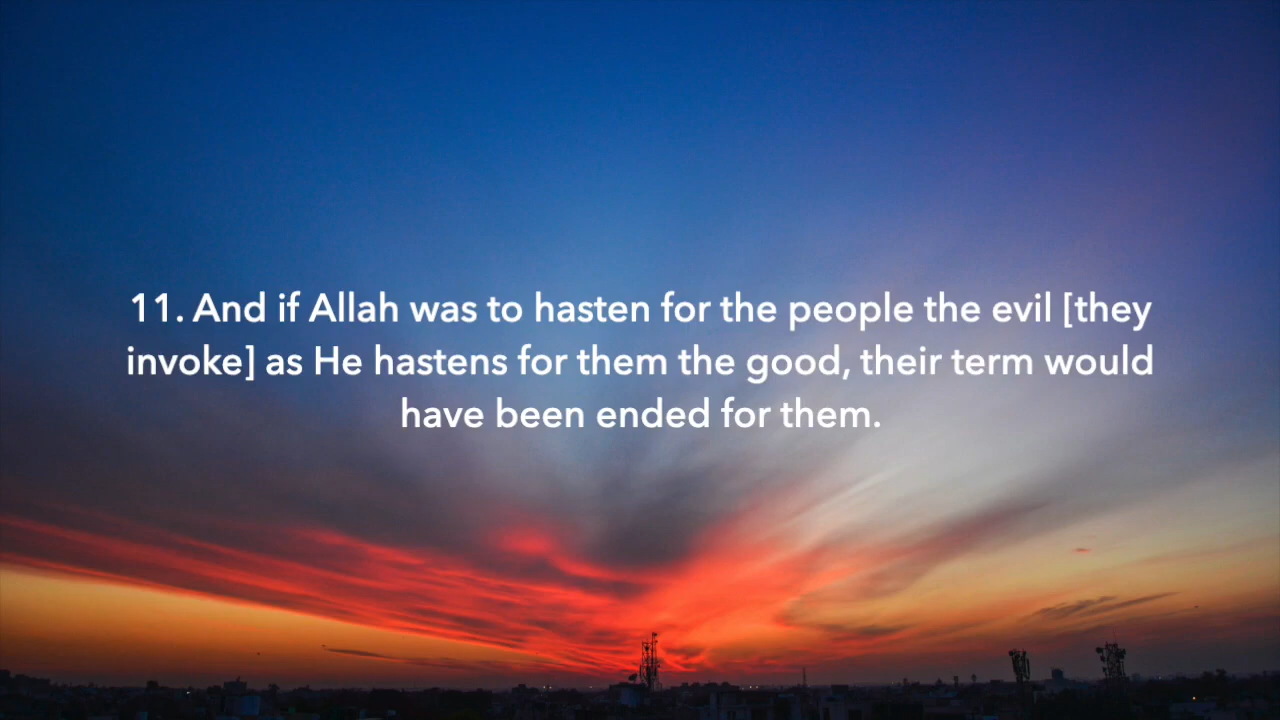 11. And if Allah was to hasten for the people the evil [they
invoke] as He hastens for them the good, their term would
have been ended for them.